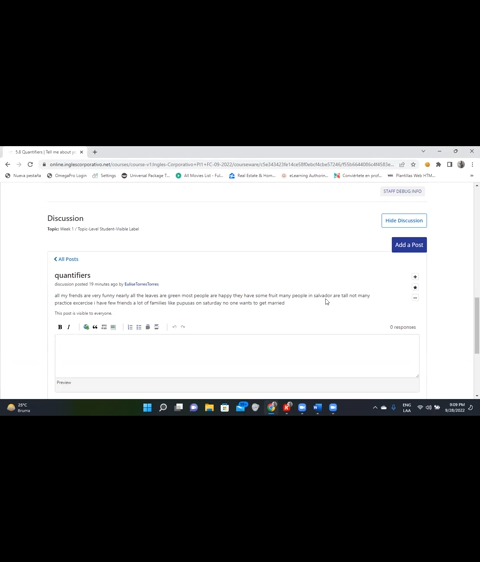 5.8 Quantifiers | Tell me about y
online.inglescorporativo.net/courses/course-v1:Ingles-Corporativo+PI1+FC-09-2022/courseware/
Nueva pestaña
OmegaPro Login
Settings
Universal Package T...
All Movies List - Ful...
Real Estate & Hom...
eLearning Authorin...
Conviértete en prof...
Plantillas Web HTM...
STAFF DEBUG INFO
Discussion
Topic: Week 1 / Topic-Level Student-Visible Label
Hide Discussion
Add a Post
All Posts
quantifiers
discussion posted 19 minutes ago by EuliseTorresTorres
all my frends are very funny nearly all the leaves are green most people are happy they have some fruit many people in salvador are tall not many
practice excercise i have few friends a lot of families like pupusas on saturday no one wants to get married
This post is visible to everyone.
B I
0 responses
Preview
25°C
Bruma
ENG
LAA
9:09 PM
9/28/2022